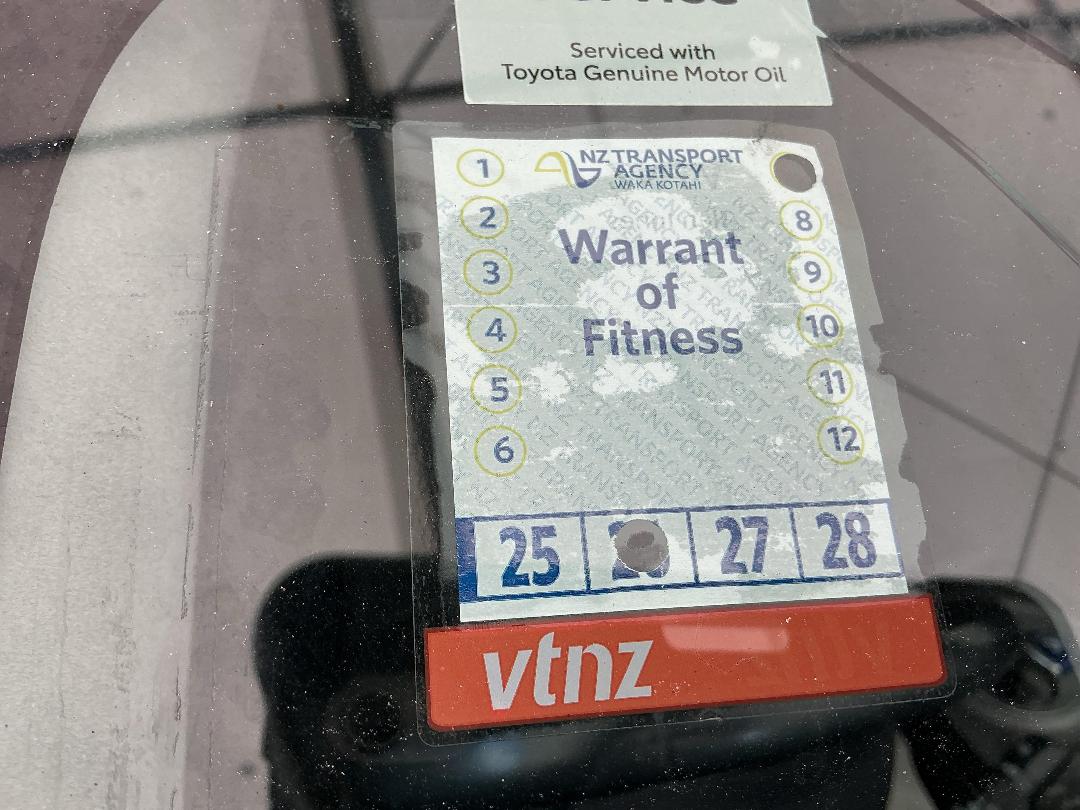 Serviced with
Toyota Genuine Motor Oil
1
NZ TRANSPORT
AGENCY
WAKA KOTAHI
2
8
Warrant
of
Fitness
3
9
4
10
5
11
6
12
25
27
28
vtnz